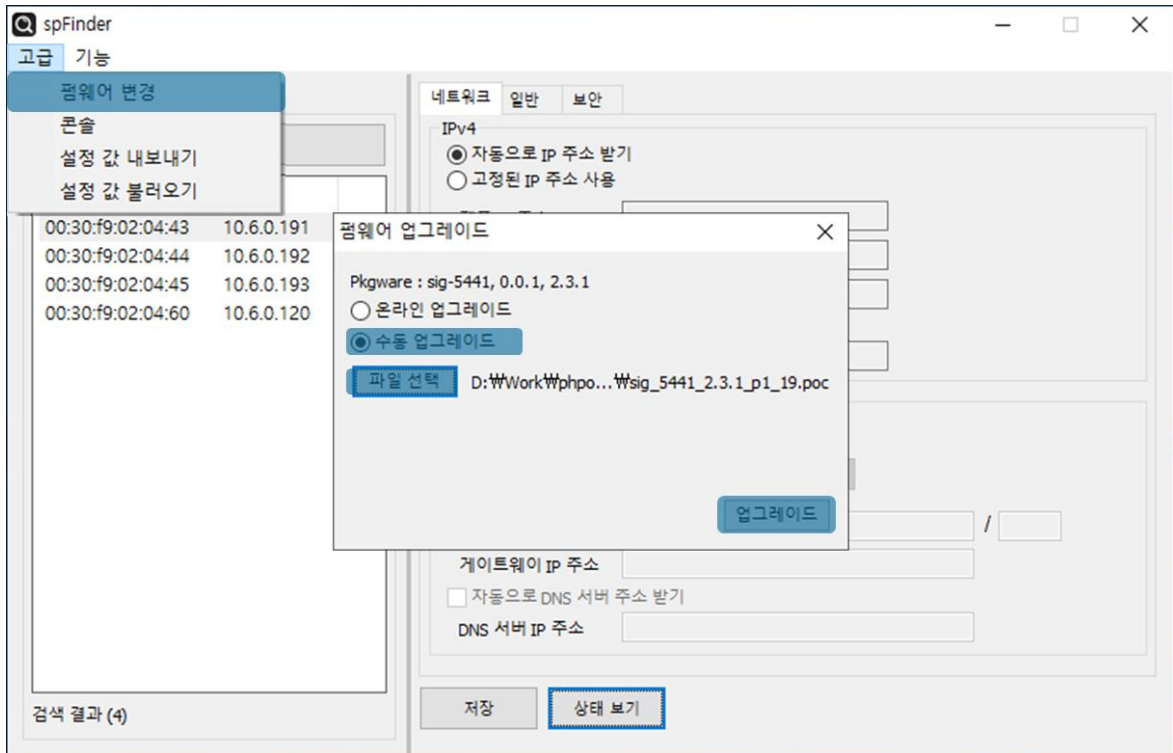 spFinder
고급 기능
펌웨어 변경
콘솔
설정 값 내보내기
설정 값 불러오기
00:30:f9:02:04:43 10.6.0.191
00:30:f9:02:04:44 10.6.0.192
00:30:f9:02:04:45 10.6.0.193
00:30:f9:02:04:60 10.6.0.120
검색 결과 (4)
네트워크 일반 보안
IPv4
자동으로 IP 주소 받기
고정된 IP 주소 사용
펌웨어 업그레이드
Pkgware : sig-5441, 0.0.1, 2.3.1
온라인 업그레이드
수동 업그레이드
파일 선택 D:₩Work₩phpo...₩sig_5441_2.3.1_p1_19.poc
업그레이드
/
게이트웨이 IP 주소
자동으로 DNS 서버 주소 받기
DNS 서버 IP 주소
저장 상태 보기